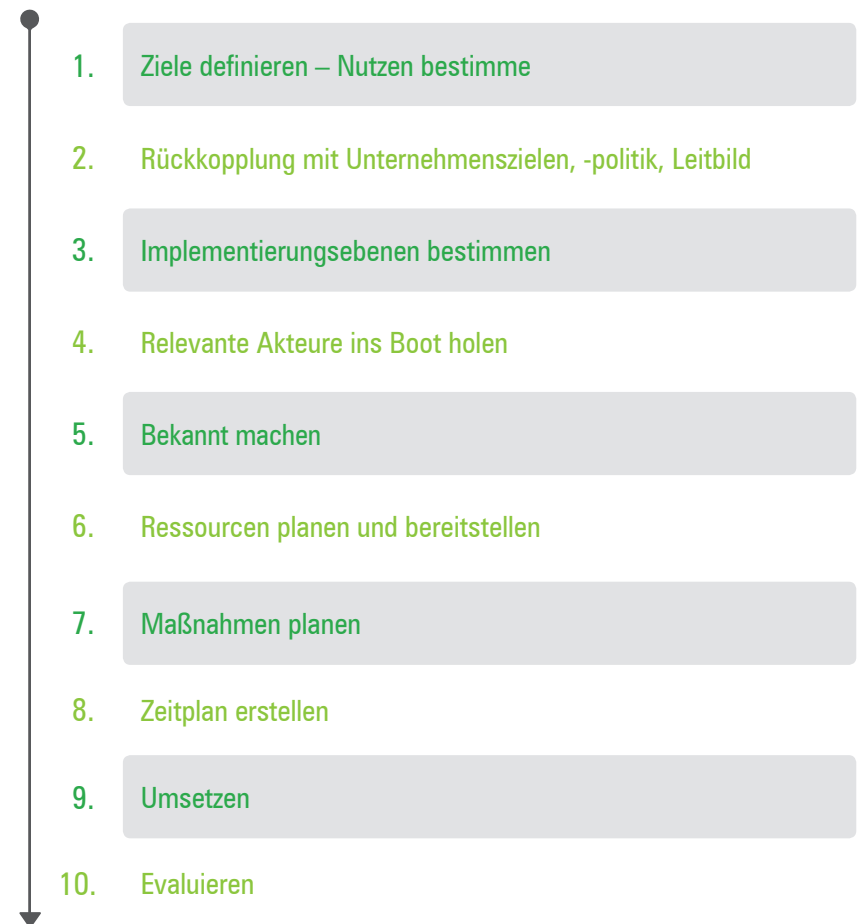 1. Ziele definieren – Nutzen bestimme
2. Rückkopplung mit Unternehmenszielen, -politik, Leitbild
3. Implementierungsebenen bestimmen
4. Relevante Akteure ins Boot holen
5. Bekannt machen
6. Ressourcen planen und bereitstellen
7. Maßnahmen planen
8. Zeitplan erstellen
9. Umsetzen
10. Evaluieren